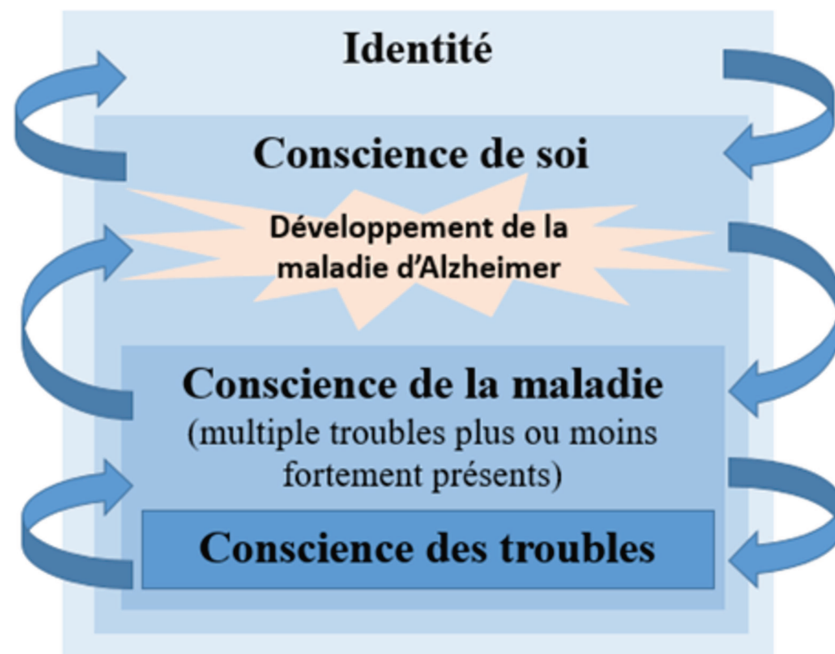 Identité
Conscience de soi
Développement de la
maladie d'Alzheimer
Conscience de la maladie
(multiple troubles plus ou moins
fortement présents)
Conscience des troubles